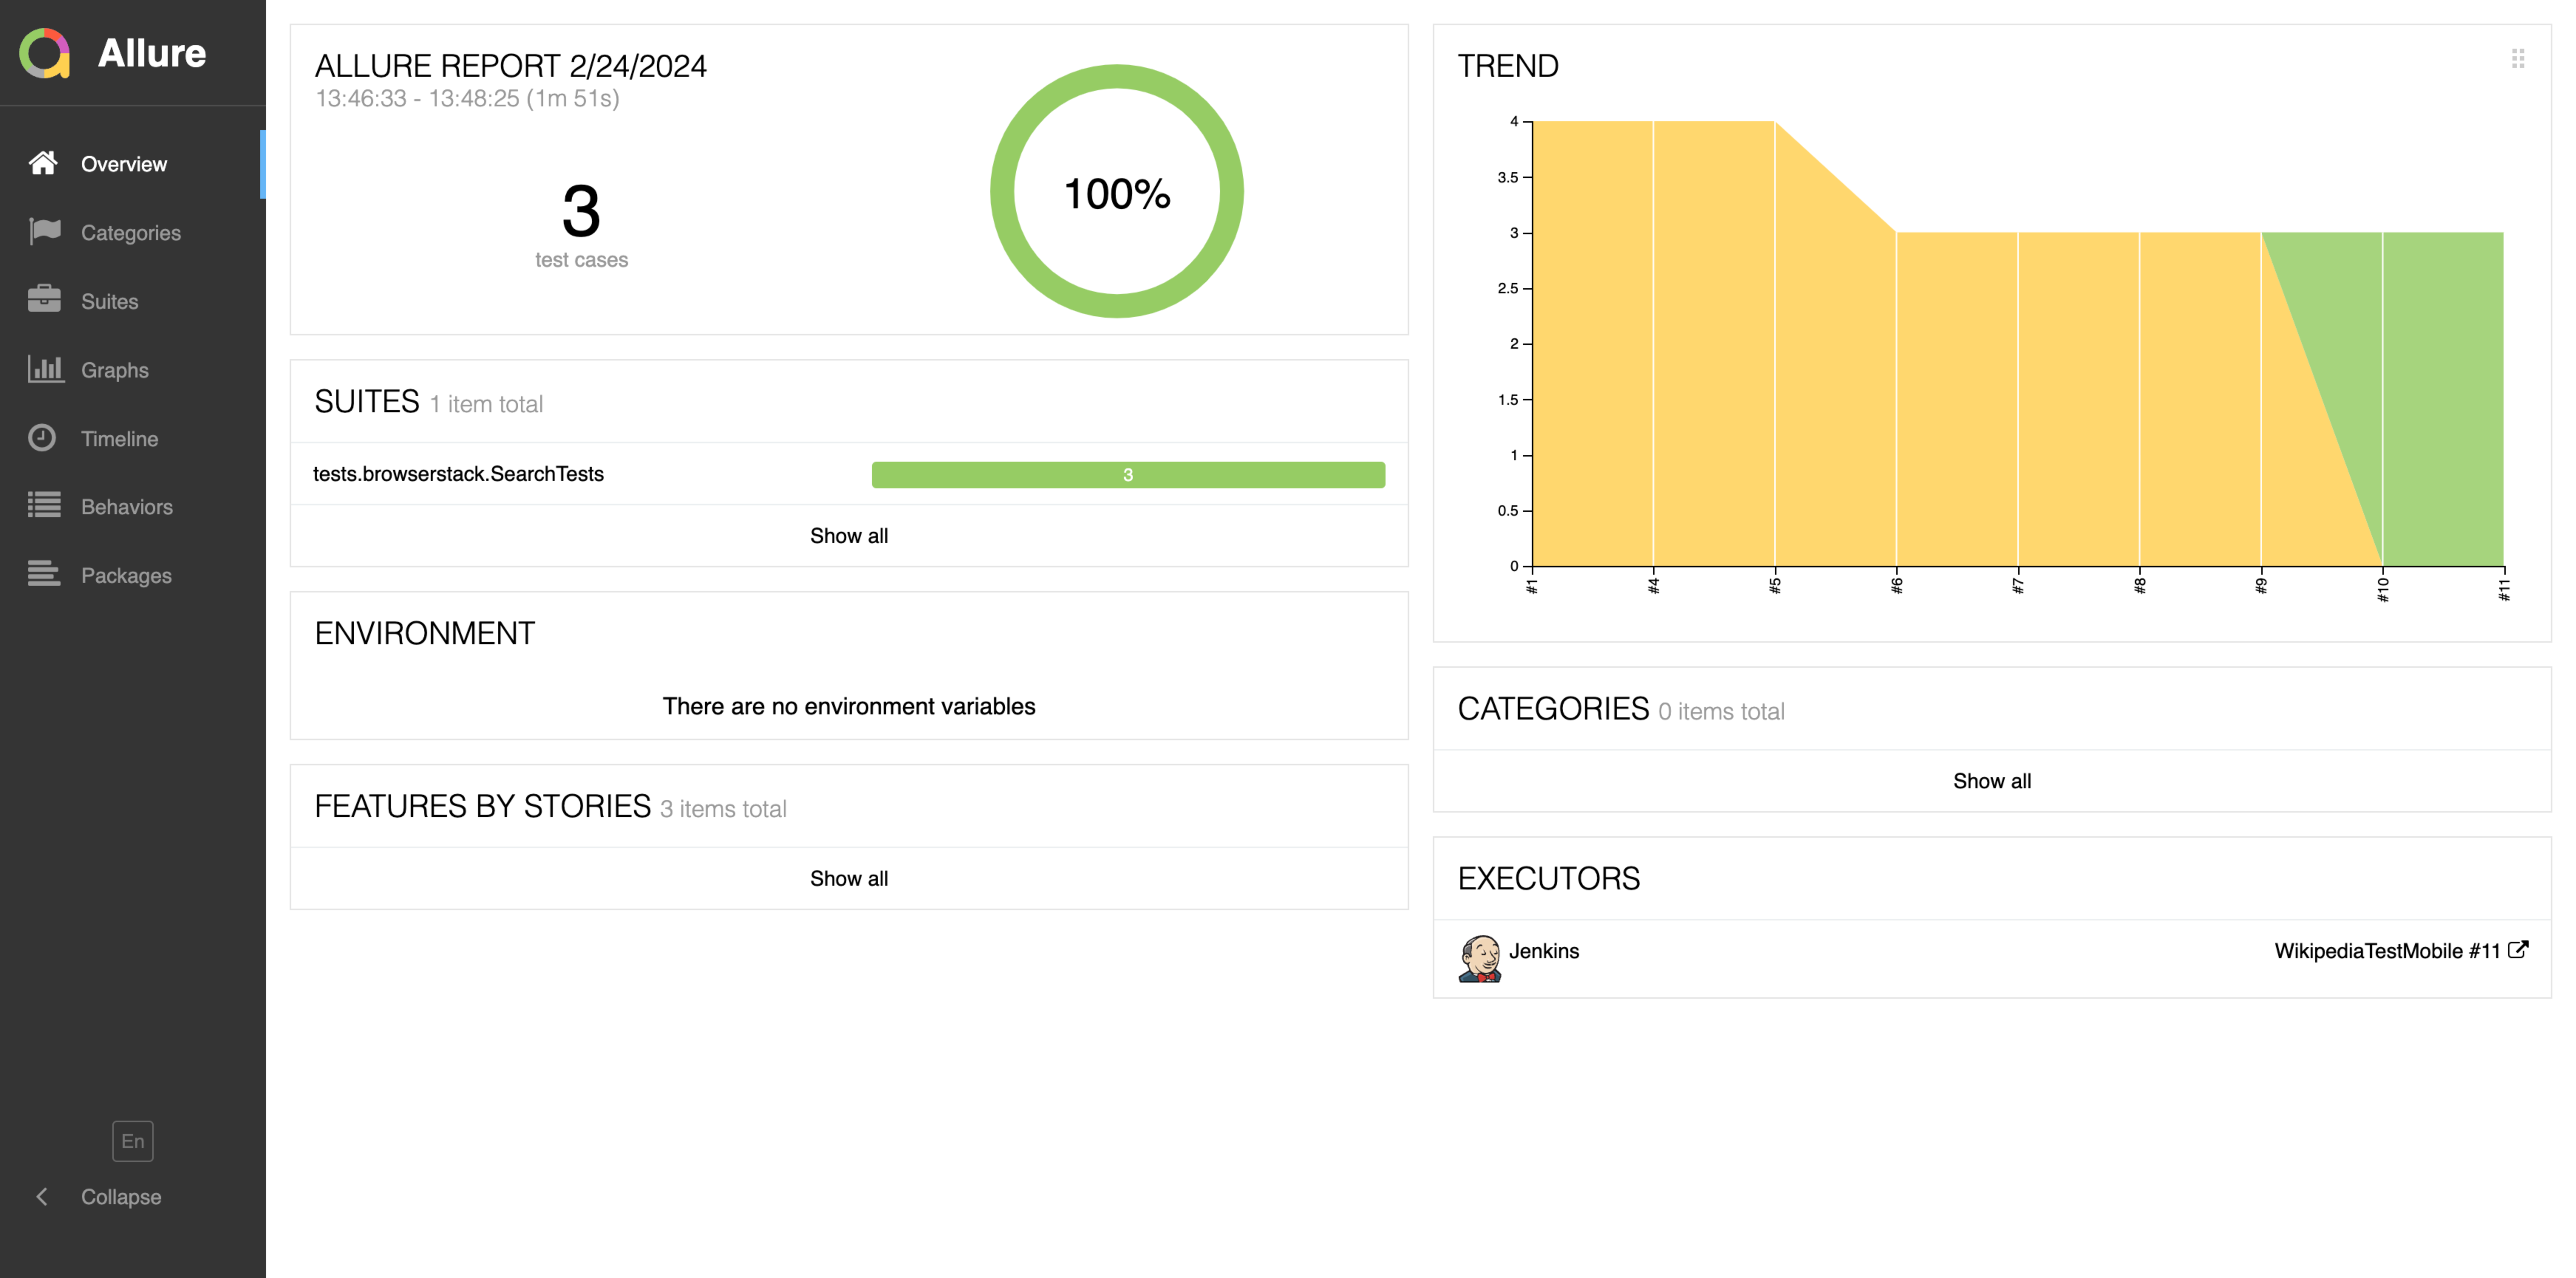 Allure
Overview
Categories
Suites
Graphs
Timeline
Behaviors
Packages
En
Collapse
ALLURE REPORT 2/24/2024
13:46:33 - 13:48:25 (1m 51s)
3
test cases
100%
SUITES 1 item total
tests.browserstack.SearchTests 3
Show all
ENVIRONMENT
There are no environment variables
FEATURES BY STORIES 3 items total
Show all
TREND
4
3.5
3
2.5
2
1.5
1
0.5
0
#1 #4 #5 #6 #7 #8 #9 #10 #11
CATEGORIES 0 items total
Show all
EXECUTORS
Jenkins WikipediaTestMobile #11